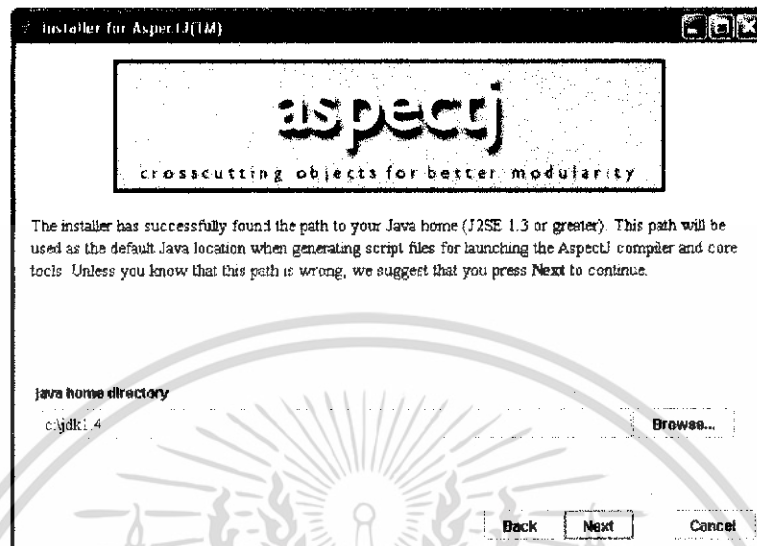 Installer for AspectJ(TM)
aspectj
crosscutting objects for better modularity
The installer has successfully found the path to your Java home (J2SE 1.3 or greater). This path will
be used as the default Java location when generating script files for launching the AspectJ compiler and core
tools. Unless you know that this path is wrong, we suggest that you press Next to continue.
java home directory
c:\jdk1.4
Browse...
Back
Next
Cancel